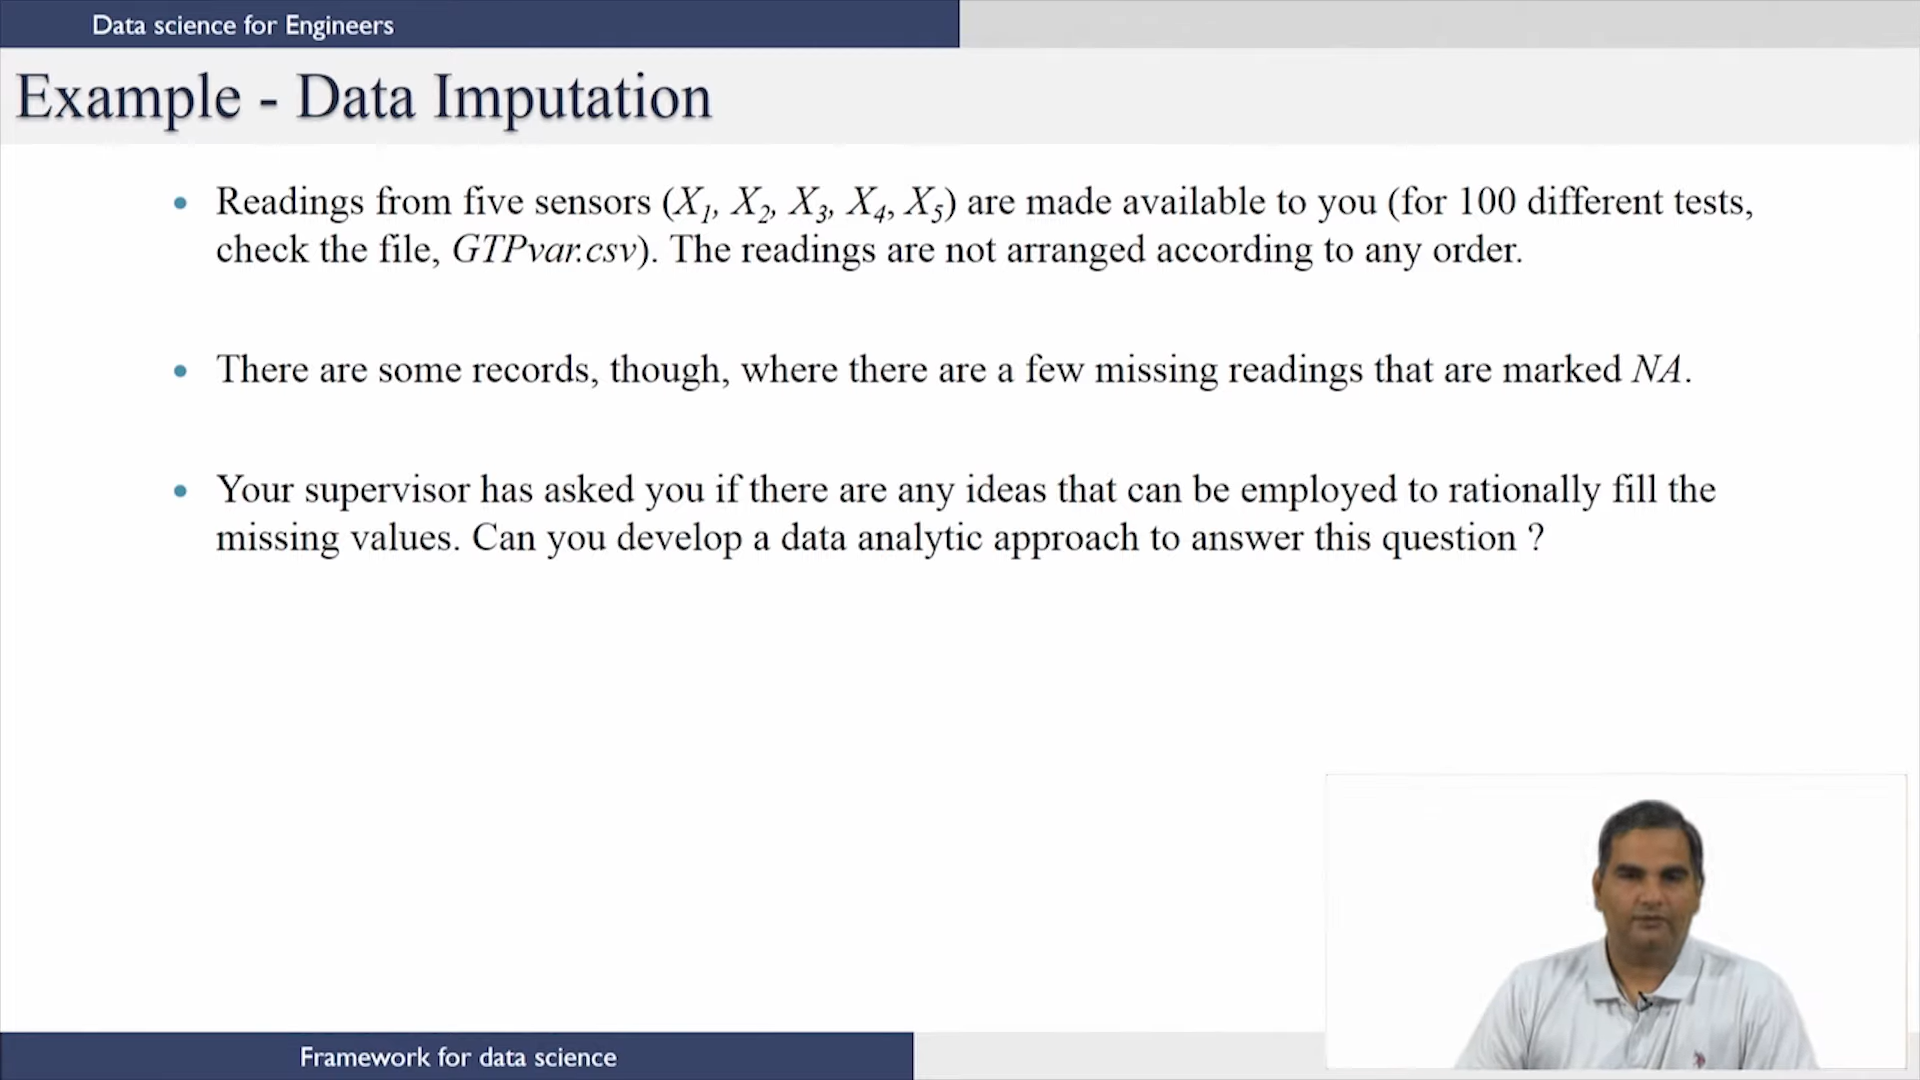 Data science for Engineers
Example - Data Imputation
• Readings from five sensors (X₁, X₂, X₃, X₄, X₅) are made available to you (for 100 different tests,
check the file, GTPvar.csv). The readings are not arranged according to any order.
• There are some records, though, where there are a few missing readings that are marked NA.
• Your supervisor has asked you if there are any ideas that can be employed to rationally fill the
missing values. Can you develop a data analytic approach to answer this question ?
Framework for data science